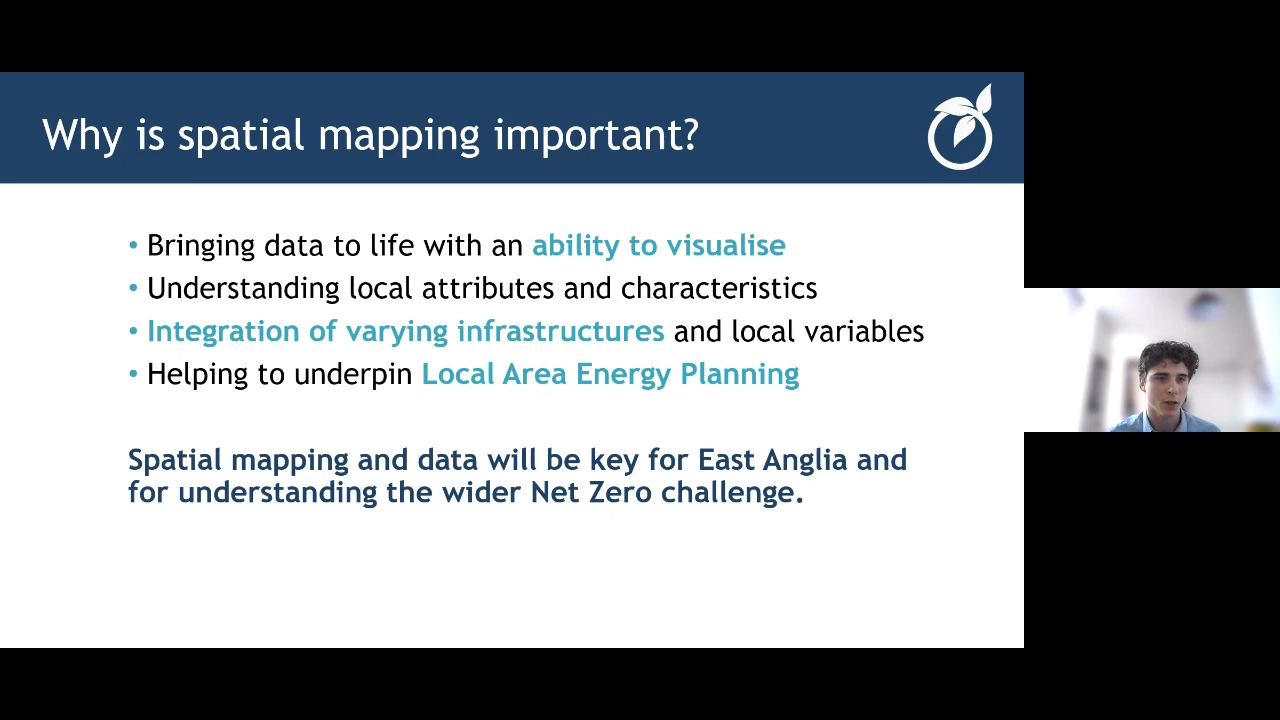 Why is spatial mapping important?
• Bringing data to life with an ability to visualise
• Understanding local attributes and characteristics
• Integration of varying infrastructures and local variables
• Helping to underpin Local Area Energy Planning
Spatial mapping and data will be key for East Anglia and
for understanding the wider Net Zero challenge.